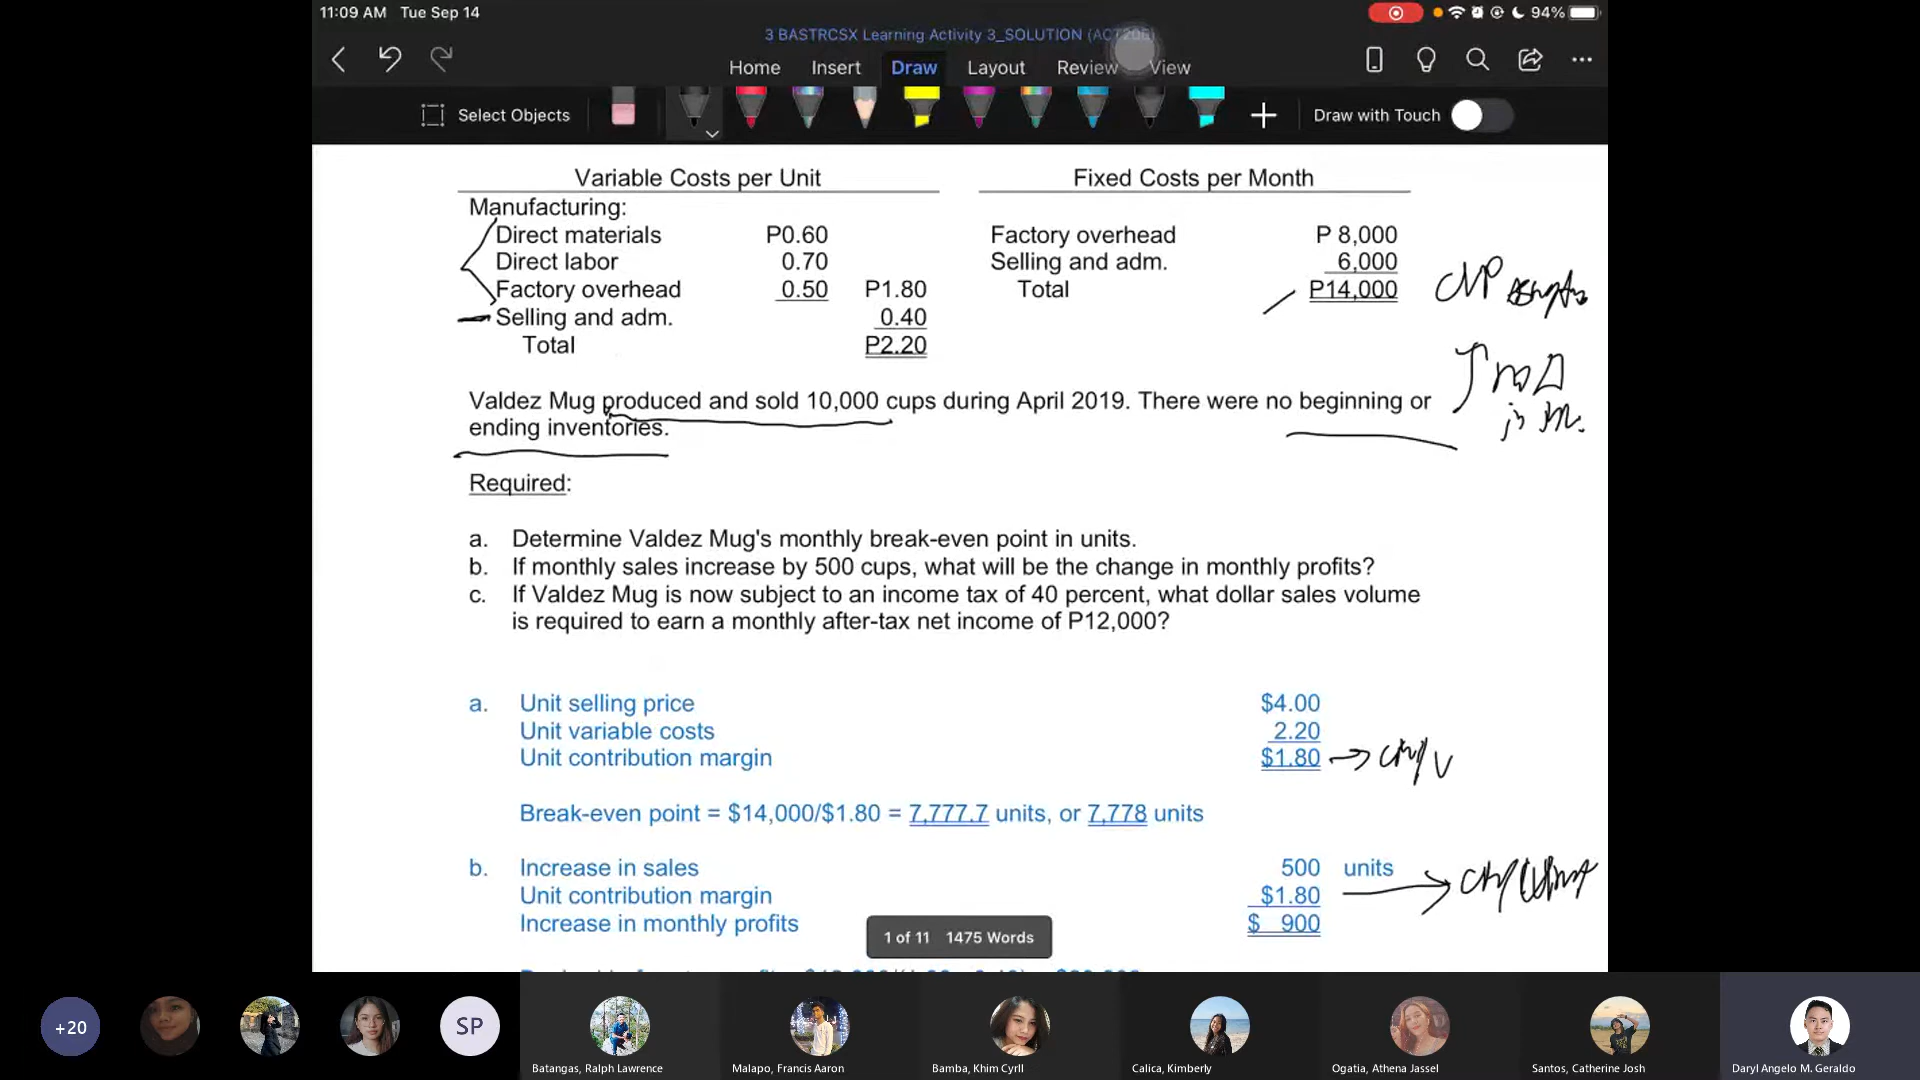 11:09 AM Tue Sep 14
94%
3 BASTRCSX Learning Activity 3_SOLUTION (ACT20B)
Home Insert Draw Layout Review View
Select Objects
Draw with Touch
Variable Costs per Unit Fixed Costs per Month
Manufacturing:
Direct materials P0.60 Factory overhead P 8,000
Direct labor 0.70 Selling and adm. 6,000
Factory overhead 0.50 P1.80 Total P14,000
Selling and adm. 0.40
Total P2.20
Valdez Mug produced and sold 10,000 cups during April 2019. There were no beginning or
ending inventories.
Required:
a. Determine Valdez Mug's monthly break-even point in units.
b. If monthly sales increase by 500 cups, what will be the change in monthly profits?
c. If Valdez Mug is now subject to an income tax of 40 percent, what dollar sales volume
is required to earn a monthly after-tax net income of P12,000?
a. Unit selling price $4.00
Unit variable costs 2.20
Unit contribution margin $1.80
Break-even point = $14,000/$1.80 = 7,777.7 units, or 7,778 units
b. Increase in sales 500 units
Unit contribution margin $1.80
Increase in monthly profits $ 900
1 of 11 1475 Words
+20
SP
Batangas, Ralph Lawrence
Malapo, Francis Aaron
Bamba, Khim Cyrll
Calica, Kimberly
Ogatia, Athena Jassel
Santos, Catherine Josh
Daryl Angelo M. Geraldo